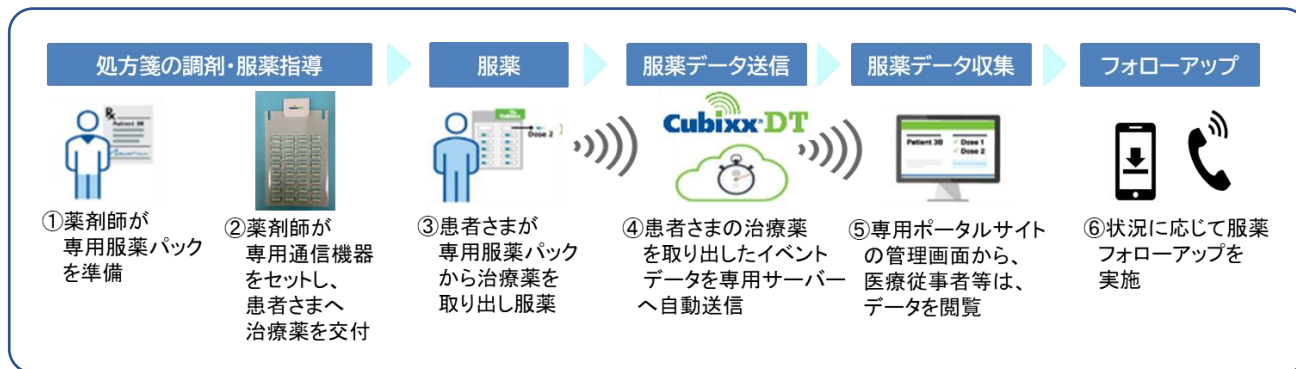 処方箋の調剤・服薬指導
服薬
服薬データ送信
服薬データ収集
フォローアップ
Rx
Patient 3B
Dose 2
Cubixx DT
Patient 3B
Dose 1
Dose 2
①薬剤師が
専用服薬パック
を準備
②薬剤師が
専用通信機器
をセットし、
患者さまへ
治療薬を交付
③患者さまが
専用服薬パック
から治療薬を
取り出し服薬
④患者さまの治療薬
を取り出したイベント
データを専用サーバー
へ自動送信
⑤専用ポータルサイト
の管理画面から、
医療従事者等は、
データを閲覧
⑥状況に応じて服薬
フォローアップを
実施